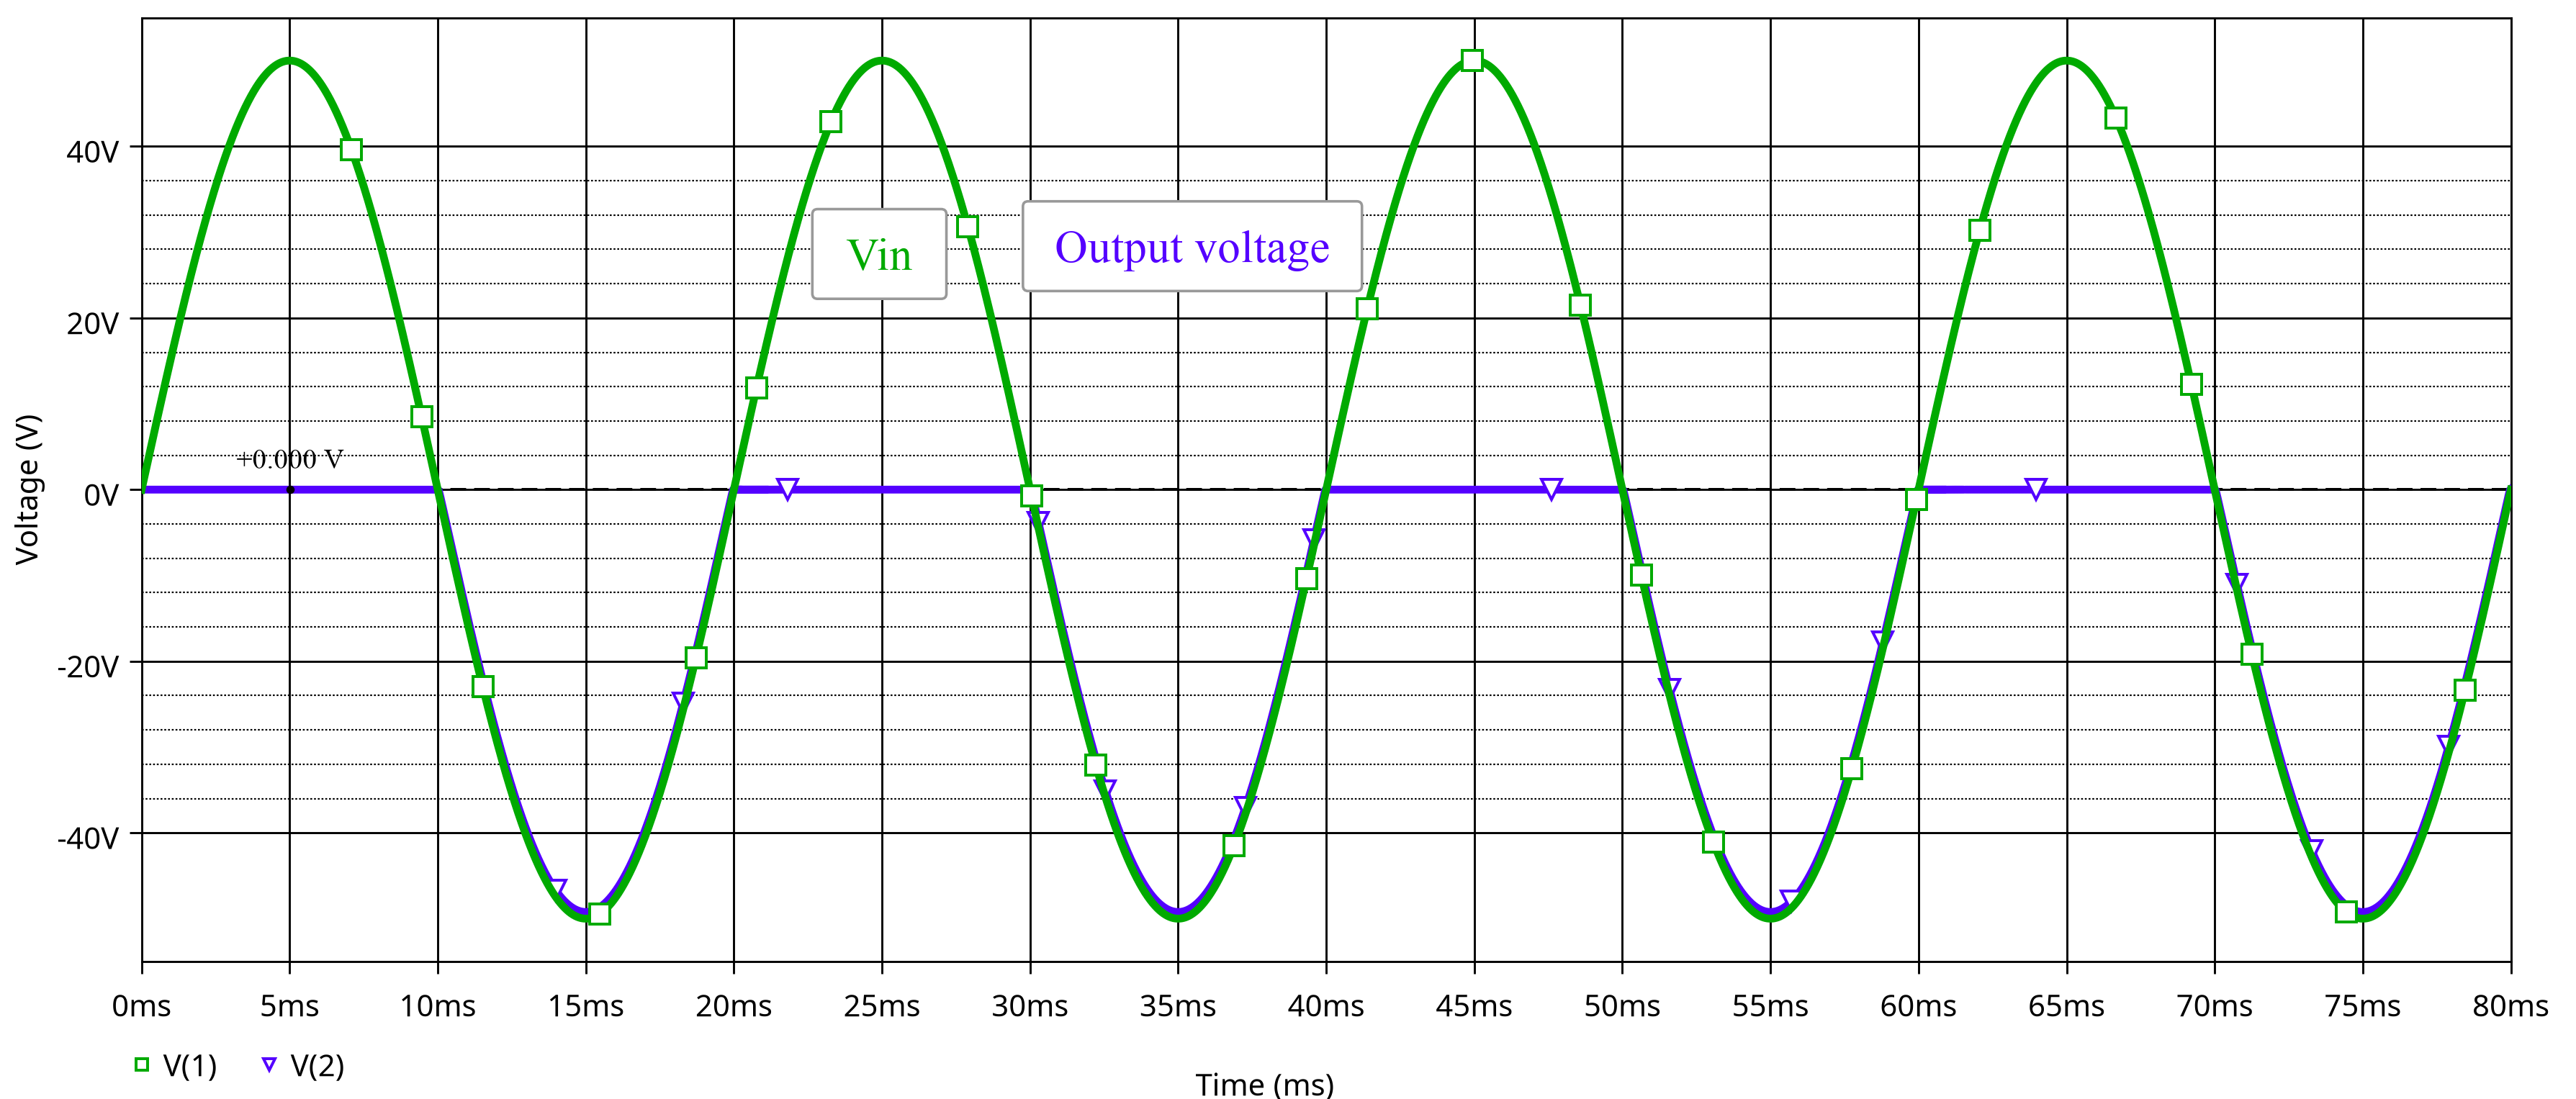 40V
20V
0V
-20V
-40V
Voltage (V)
Vin
Output voltage
+0.000 V
0ms 5ms 10ms 15ms 20ms 25ms 30ms 35ms 40ms 45ms 50ms 55ms 60ms 65ms 70ms 75ms 80ms
V(1) V(2)
Time (ms)